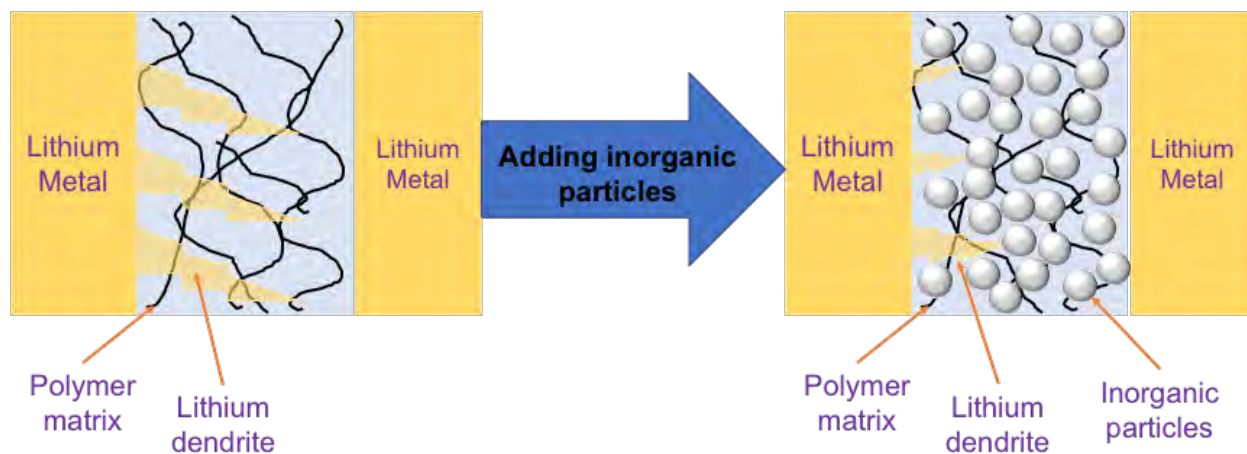 Lithium
Metal
Lithium
Metal
Adding inorganic
particles
Lithium
Metal
Lithium
Metal
Polymer
matrix
Lithium
dendrite
Polymer
matrix
Lithium
dendrite
Inorganic
particles